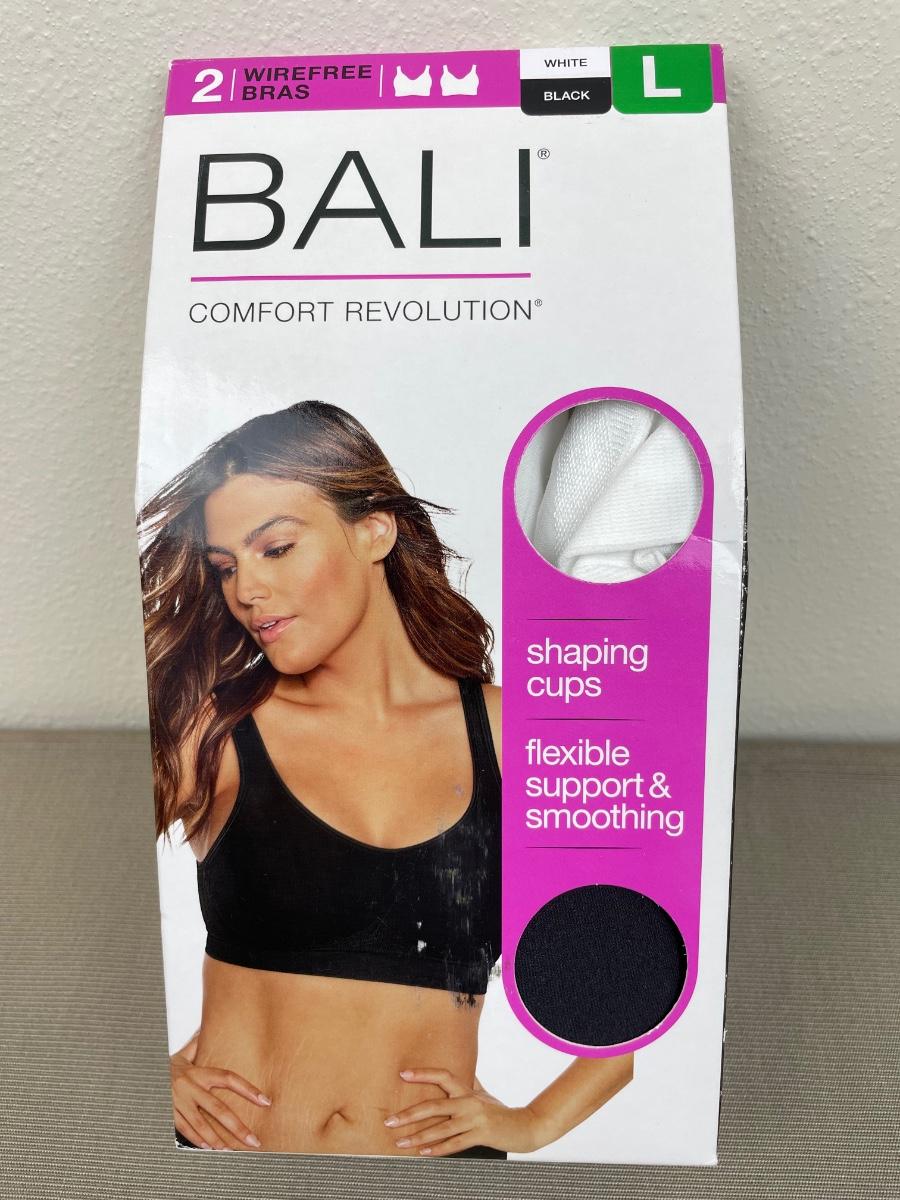 2
WIREFREE
BRAS
WHITE
BLACK
L
BALI®
COMFORT REVOLUTION®
shaping
cups
flexible
support &
smoothing